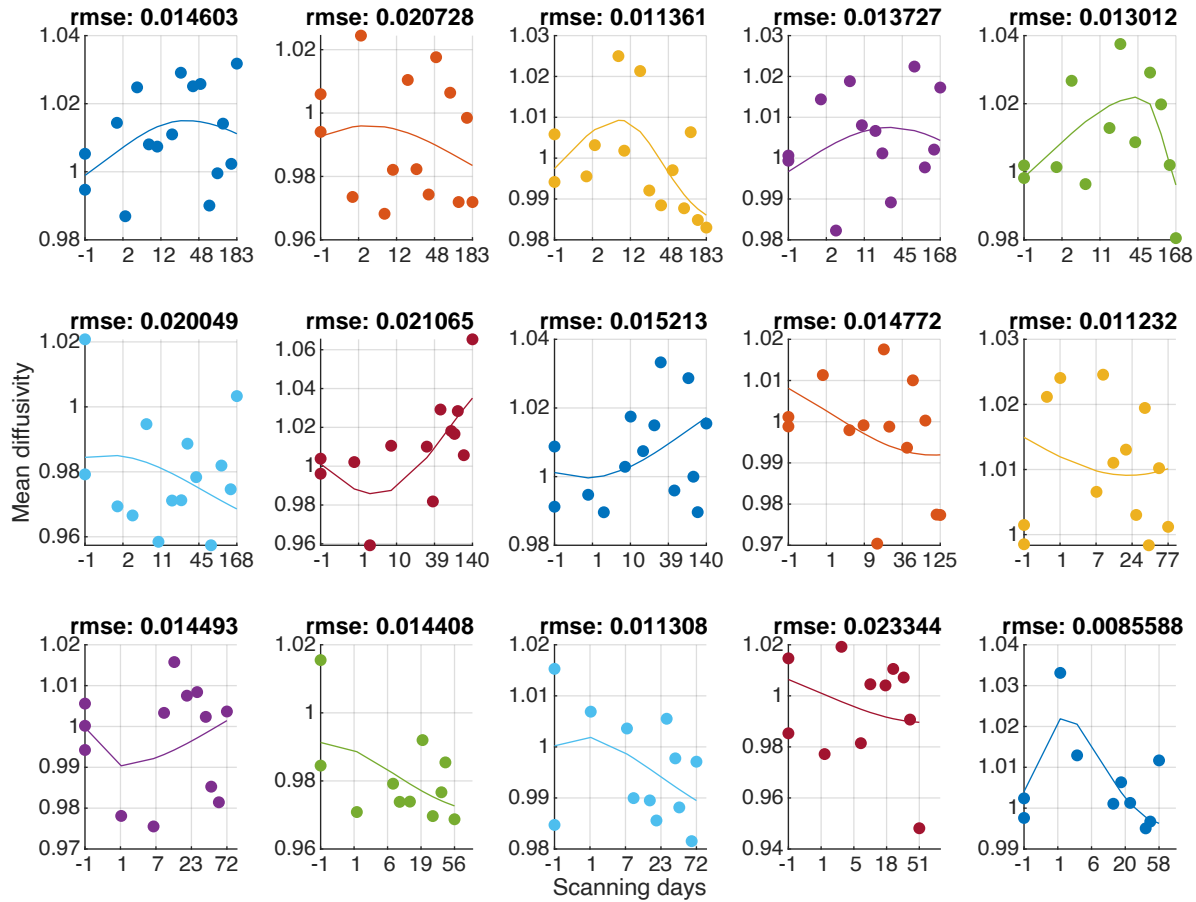 rmse: 0.014603 rmse: 0.020728 rmse: 0.011361 rmse: 0.013727 rmse: 0.013012
1.04 1.02 1.03 1.03 1.04
1.02 1 1.02 1.02 1.02
1.01 1.01
1 0.98 1 1 1
0.99 0.99
0.98 0.96 0.98 0.98 0.98
-1 2 12 48 183 -1 2 12 48 183 -1 2 12 48 183 -1 2 11 45 168 -1 2 11 45 168
Mean diffusivity
rmse: 0.020049 rmse: 0.021065 rmse: 0.015213 rmse: 0.014772 rmse: 0.011232
1.02 1.06 1.04 1.02 1.03
1.04 1.01 1.02
1 1.02 1.02 1
1 1 0.99 1.01
0.98 0.98 0.98
0.96 0.96 0.98 0.97 1
-1 2 11 45 168 -1 1 10 39 140 -1 1 10 39 140 -1 1 9 36 125 -1 1 7 24 77
rmse: 0.014493 rmse: 0.014408 rmse: 0.011308 rmse: 0.023344 rmse: 0.0085588
1.02 1.02 1.02 1.02 1.04
1.01 1.01 1 1.03
1 1 1 0.98 1.02
0.99 0.98 0.99 0.96 1.01
0.98 1
0.97 0.96 0.98 0.94 0.99
-1 1 7 23 72 -1 1 6 19 56 -1 1 7 23 72 -1 1 5 18 51 -1 1 6 20 58
Scanning days